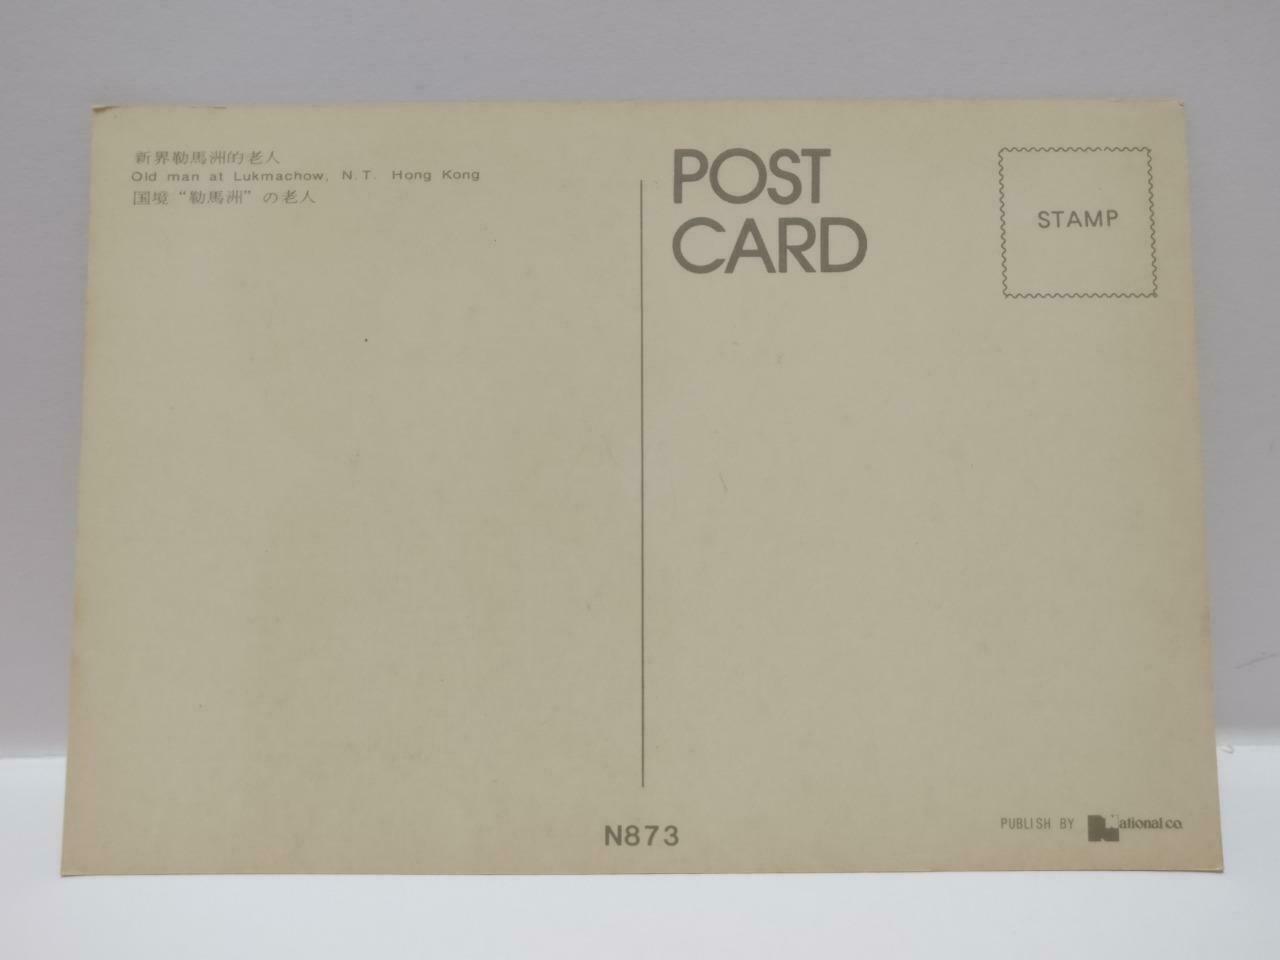 新界勒馬洲的老人
Old man at Lukmachow, N.T. Hong Kong
国境“勒馬洲”の老人
POST
CARD
STAMP
N873
PUBLISH BY National co.